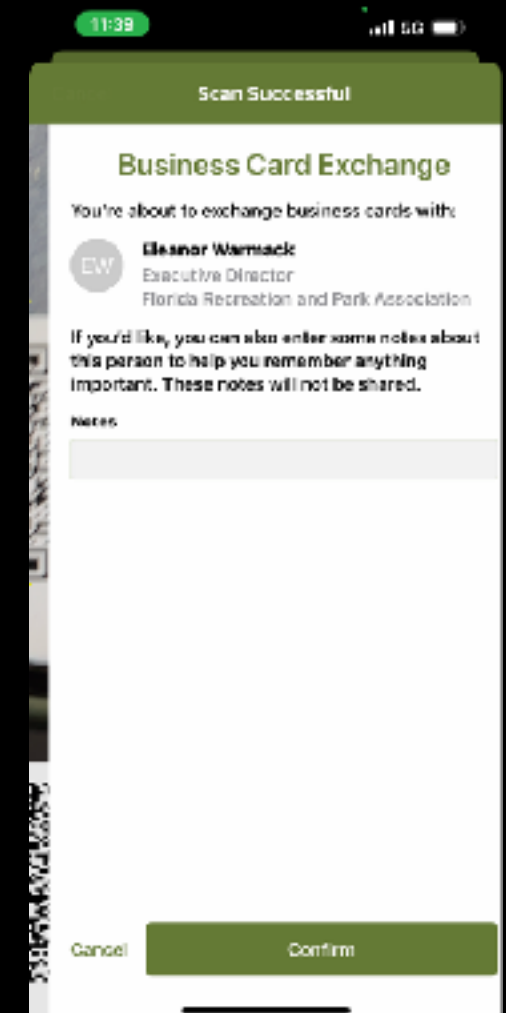 11:39
5G
Scan Successful
Business Card Exchange
You're about to exchange business cards with:
EW
Eleanor Warmack
Executive Director
Florida Recreation and Park Association
If you'd like, you can also enter some notes about
this person to help you remember anything
important. These notes will not be shared.
Notes
Cancel
Confirm